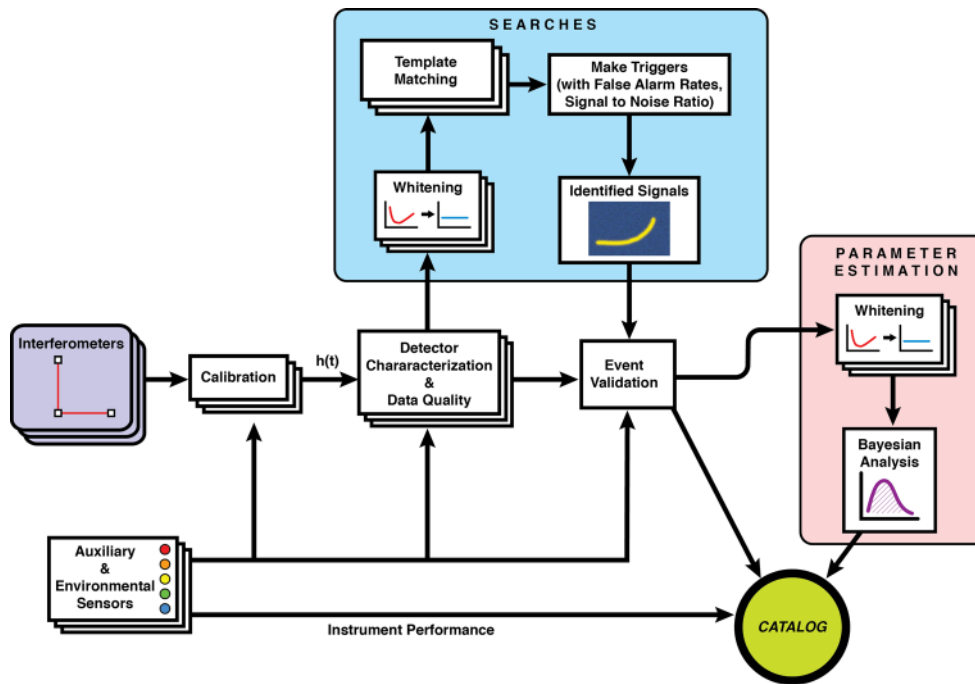 SEARCHES
Template
Matching
Make Triggers
(with False Alarm Rates,
Signal to Noise Ratio)
Whitening
Identified Signals
PARAMETER
ESTIMATION
Whitening
Interferometers
Calibration
h(t)
Detector
Chararacterization
&
Data Quality
Event
Validation
Bayesian
Analysis
Auxiliary
&
Environmental
Sensors
Instrument Performance
CATALOG